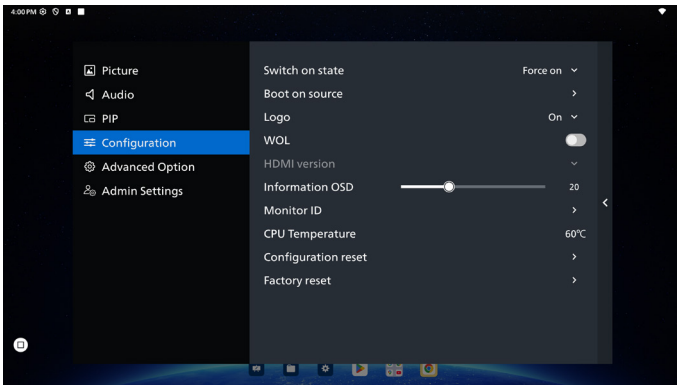 4:00 PM
Picture
Audio
PIP
Configuration
Advanced Option
Admin Settings
Switch on state Force on
Boot on source
Logo On
WOL
HDMI version
Information OSD 20
Monitor ID
CPU Temperature 60°C
Configuration reset
Factory reset